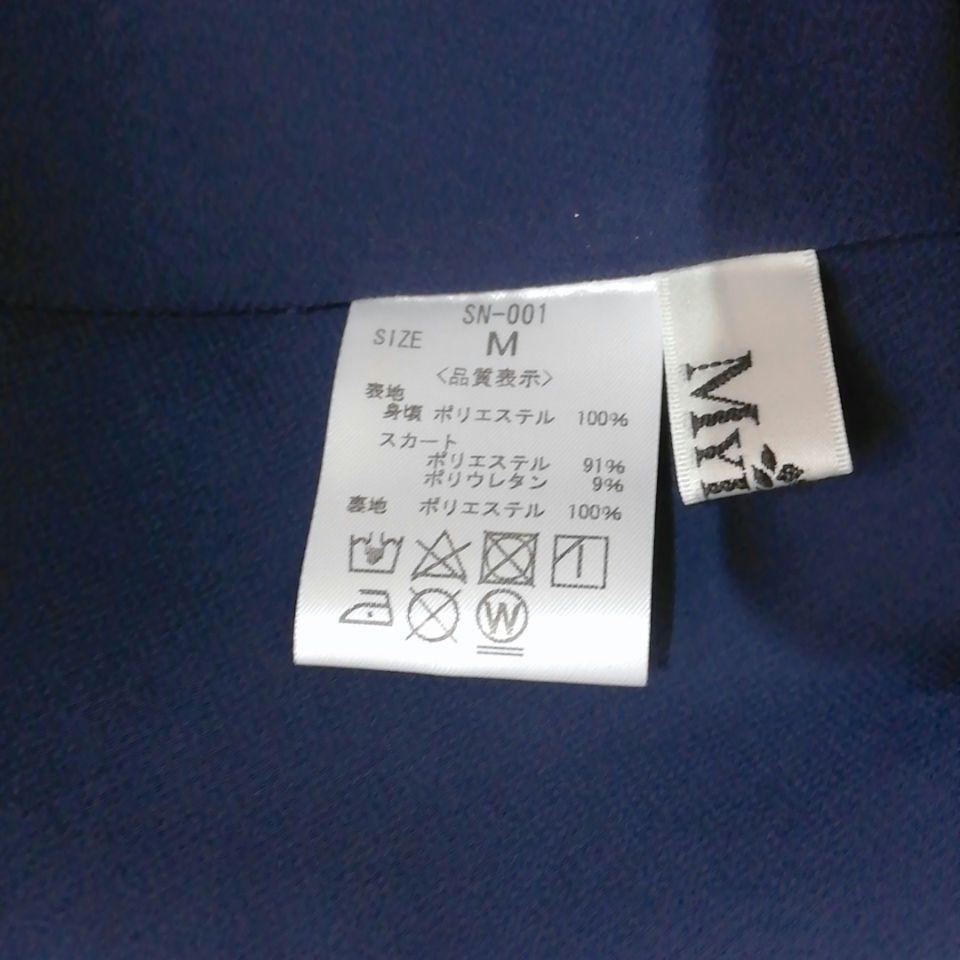 SN-001
SIZE M
〈品質表示〉
表地
身頃 ポリエステル 100%
スカート
ポリエステル 91%
ポリウレタン 9%
裏地 ポリエステル 100%
W